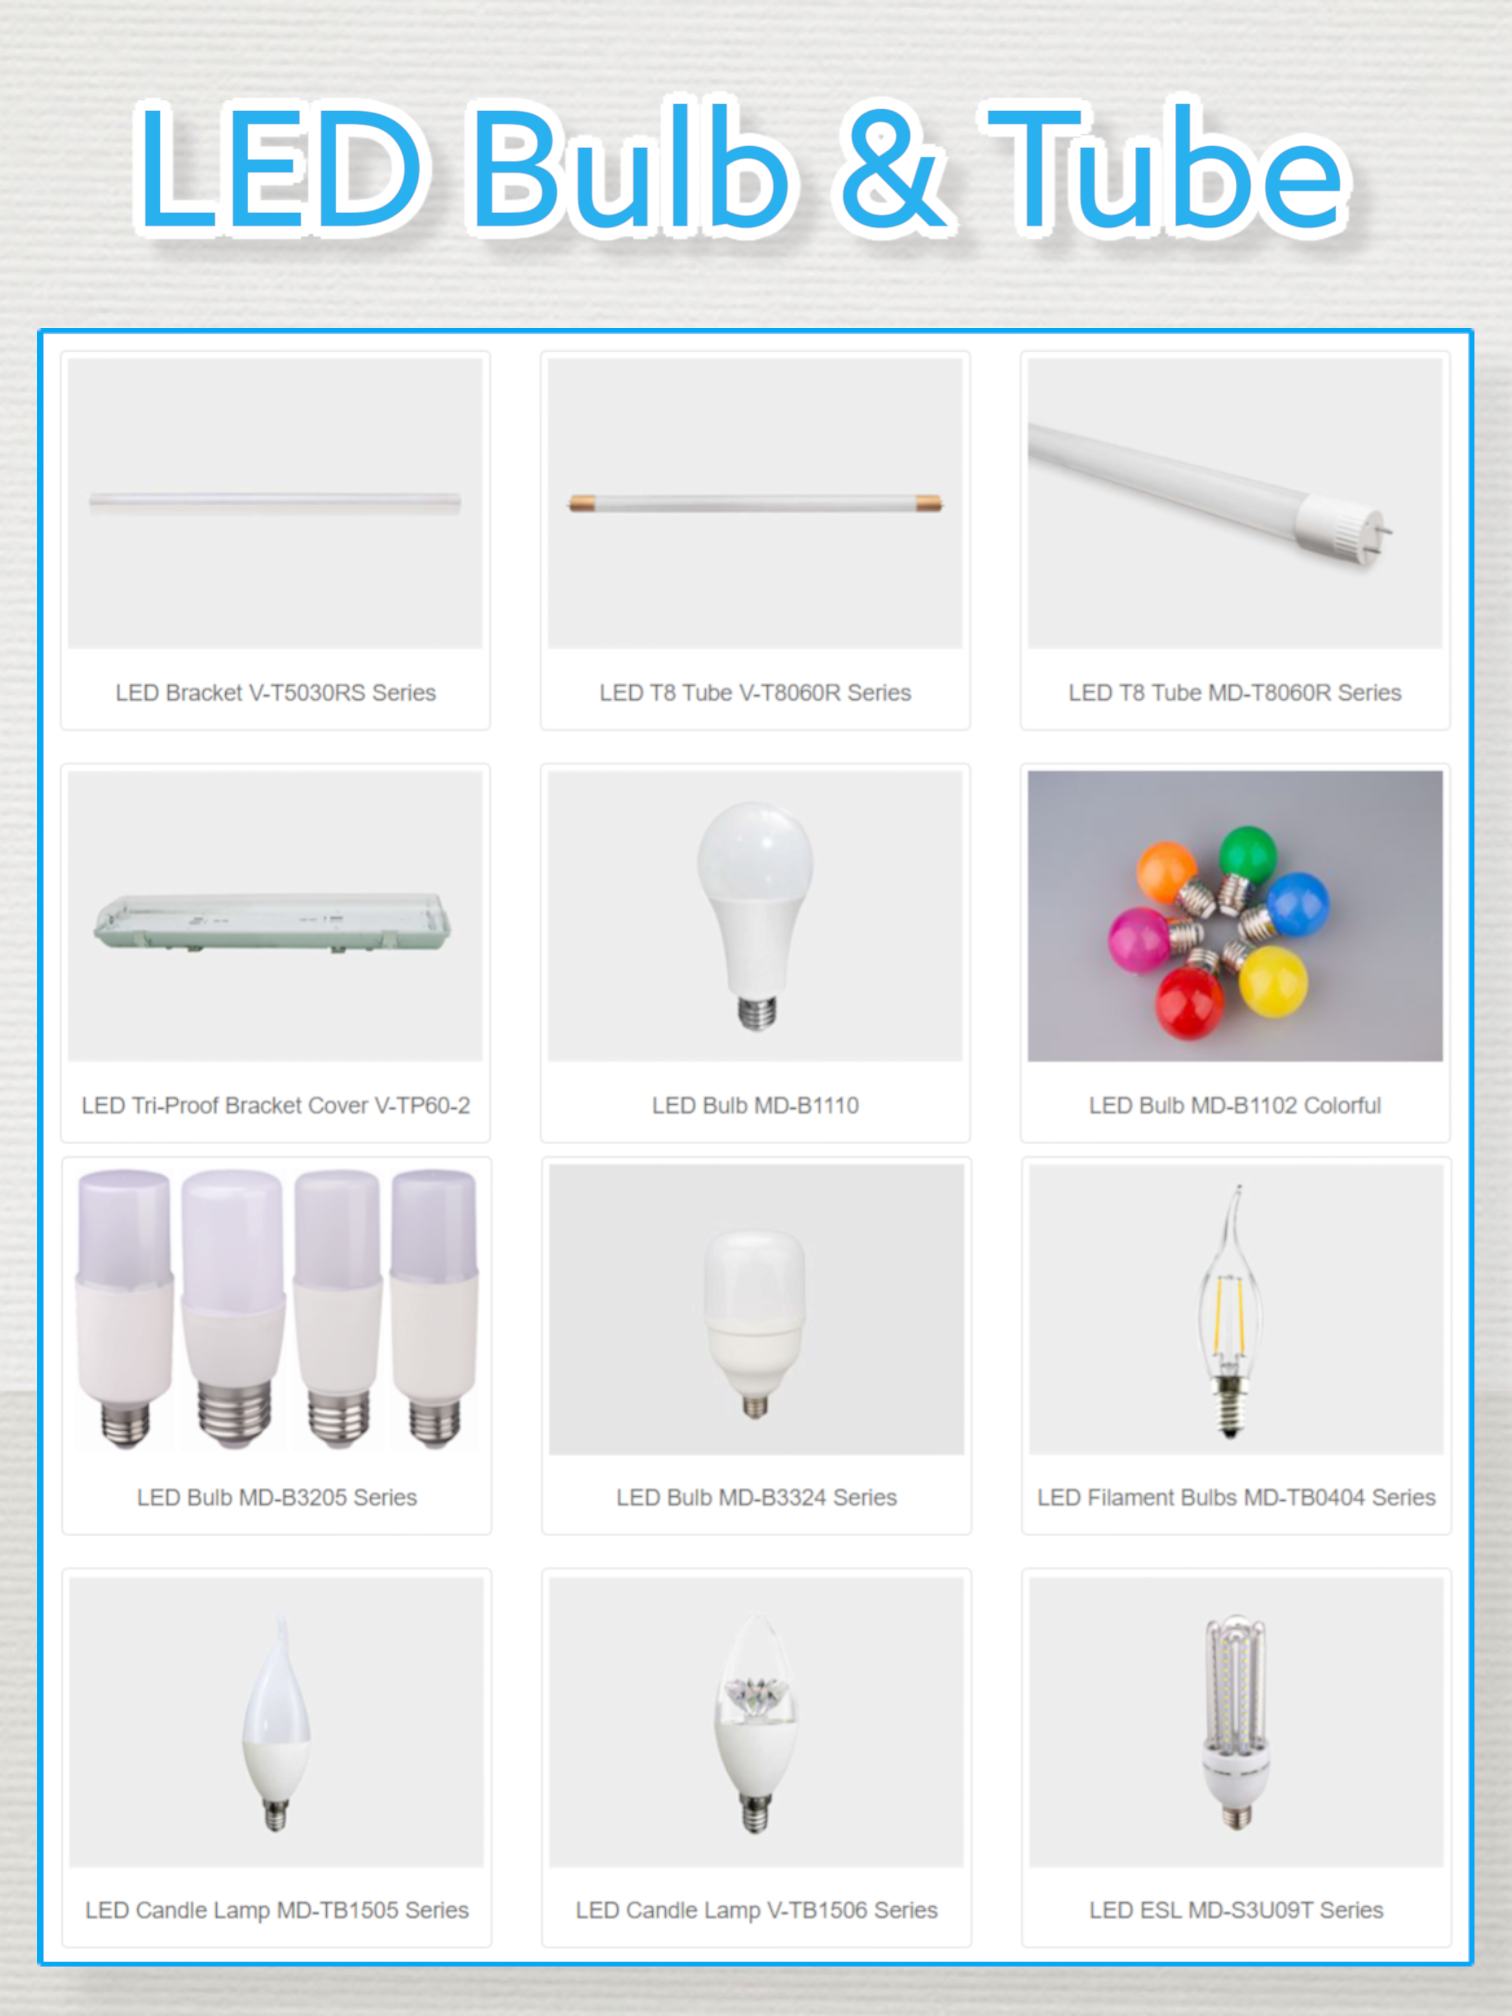 LED Bulb & Tube
LED Bracket V-T5030RS Series
LED T8 Tube V-T8060R Series
LED T8 Tube MD-T8060R Series
LED Tri-Proof Bracket Cover V-TP60-2
LED Bulb MD-B1110
LED Bulb MD-B1102 Colorful
LED Bulb MD-B3205 Series
LED Bulb MD-B3324 Series
LED Filament Bulbs MD-TB0404 Series
LED Candle Lamp MD-TB1505 Series
LED Candle Lamp V-TB1506 Series
LED ESL MD-S3U09T Series